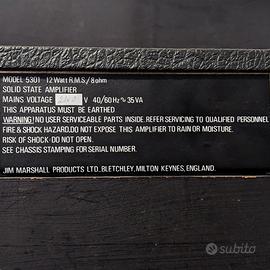 MODEL 5301 12 Watt R.M.S./8ohm
SOLID STATE AMPLIFIER
MAINS VOLTAGE V 40/60Hz~35VA
THIS APPARATUS MUST BE EARTHED
WARNING! NO USER SERVICEABLE PARTS INSIDE. REFER SERVICING TO QUALIFIED PERSONNEL
FIRE & SHOCK HAZARD. DO NOT EXPOSE THIS AMPLIFIER TO RAIN OR MOISTURE.
RISK OF SHOCK-DO NOT OPEN.
SEE CHASSIS STAMPING FOR SERIAL NUMBER.
JIM MARSHALL PRODUCTS LTD., BLETCHLEY, MILTON KEYNES, ENGLAND.
subito